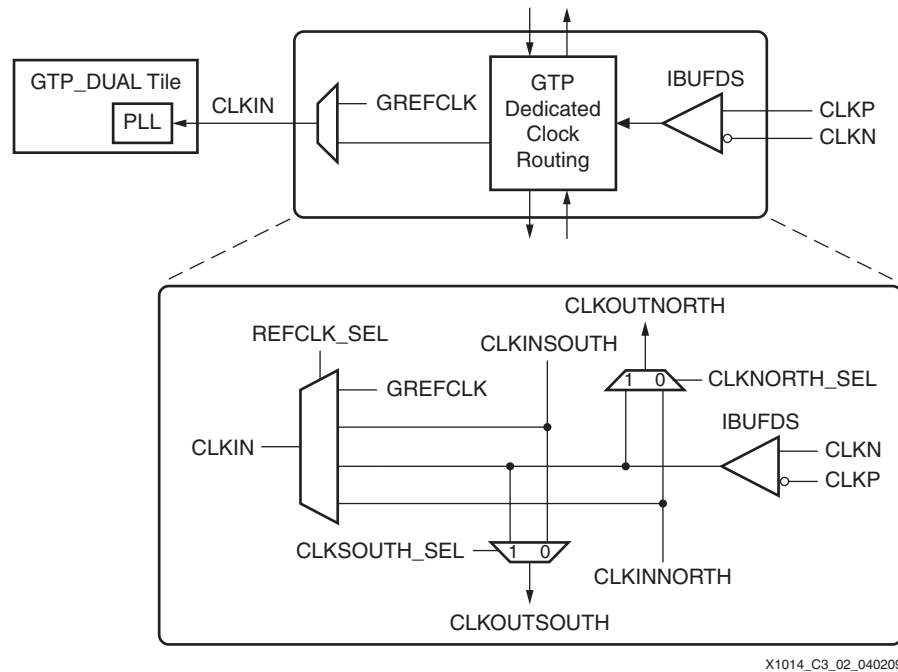 GTP_DUAL Tile
PLL
CLKIN
GREFCLK
GTP
Dedicated
Clock
Routing
IBUFDS
CLKP
CLKN
CLKOUTNORTH
REFCLK_SEL
CLKINSOUTH
GREFCLK
1 0
CLKNORTH_SEL
IBUFDS
CLKIN
CLKN
CLKP
CLKSOUTH_SEL
1 0
CLKINNORTH
CLKOUTSOUTH
X1014_C3_02_040209